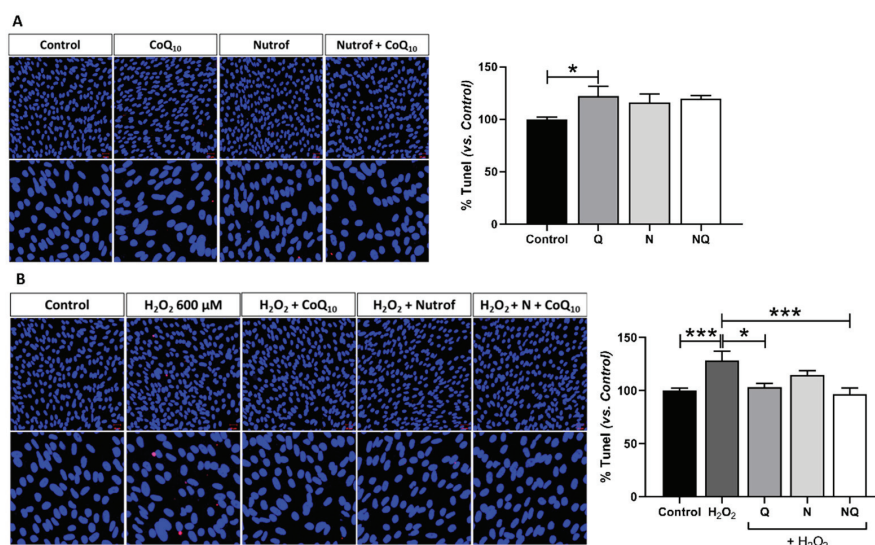 A
Control
CoQ₁₀
Nutrof
Nutrof + CoQ₁₀
% Tunel (vs. Control)
150
100
50
0
*
Control
Q
N
NQ
B
Control
H₂O₂ 600 µM
H₂O₂ + CoQ₁₀
H₂O₂ + Nutrof
H₂O₂ + N + CoQ₁₀
% Tunel (vs. Control)
150
100
50
0
***
*** *
Control
H₂O₂
Q
N
NQ
+ H₂O₂